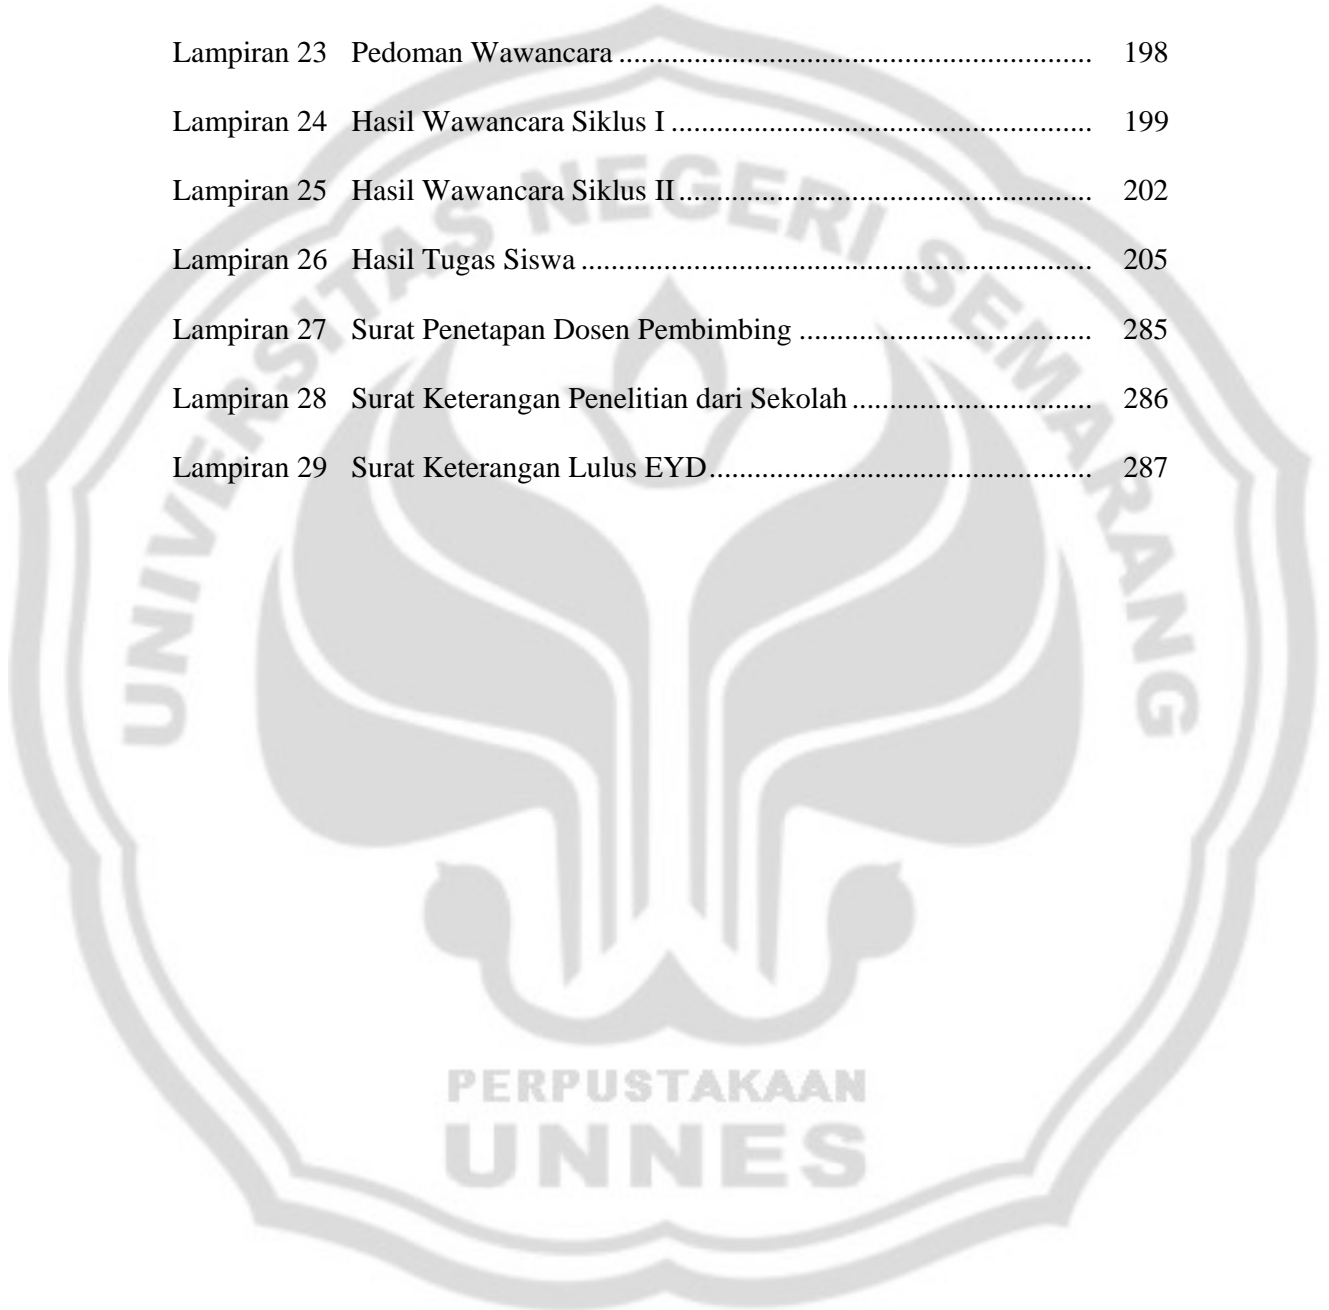 Lampiran 23 Pedoman Wawancara ............................................................... 198
Lampiran 24 Hasil Wawancara Siklus I ........................................................ 199
Lampiran 25 Hasil Wawancara Siklus II ....................................................... 202
Lampiran 26 Hasil Tugas Siswa .................................................................... 205
Lampiran 27 Surat Penetapan Dosen Pembimbing ....................................... 285
Lampiran 28 Surat Keterangan Penelitian dari Sekolah ................................ 286
Lampiran 29 Surat Keterangan Lulus EYD ................................................... 287
UNIVERSITAS NEGERI SEMARANG
PERPUSTAKAAN
UNNES